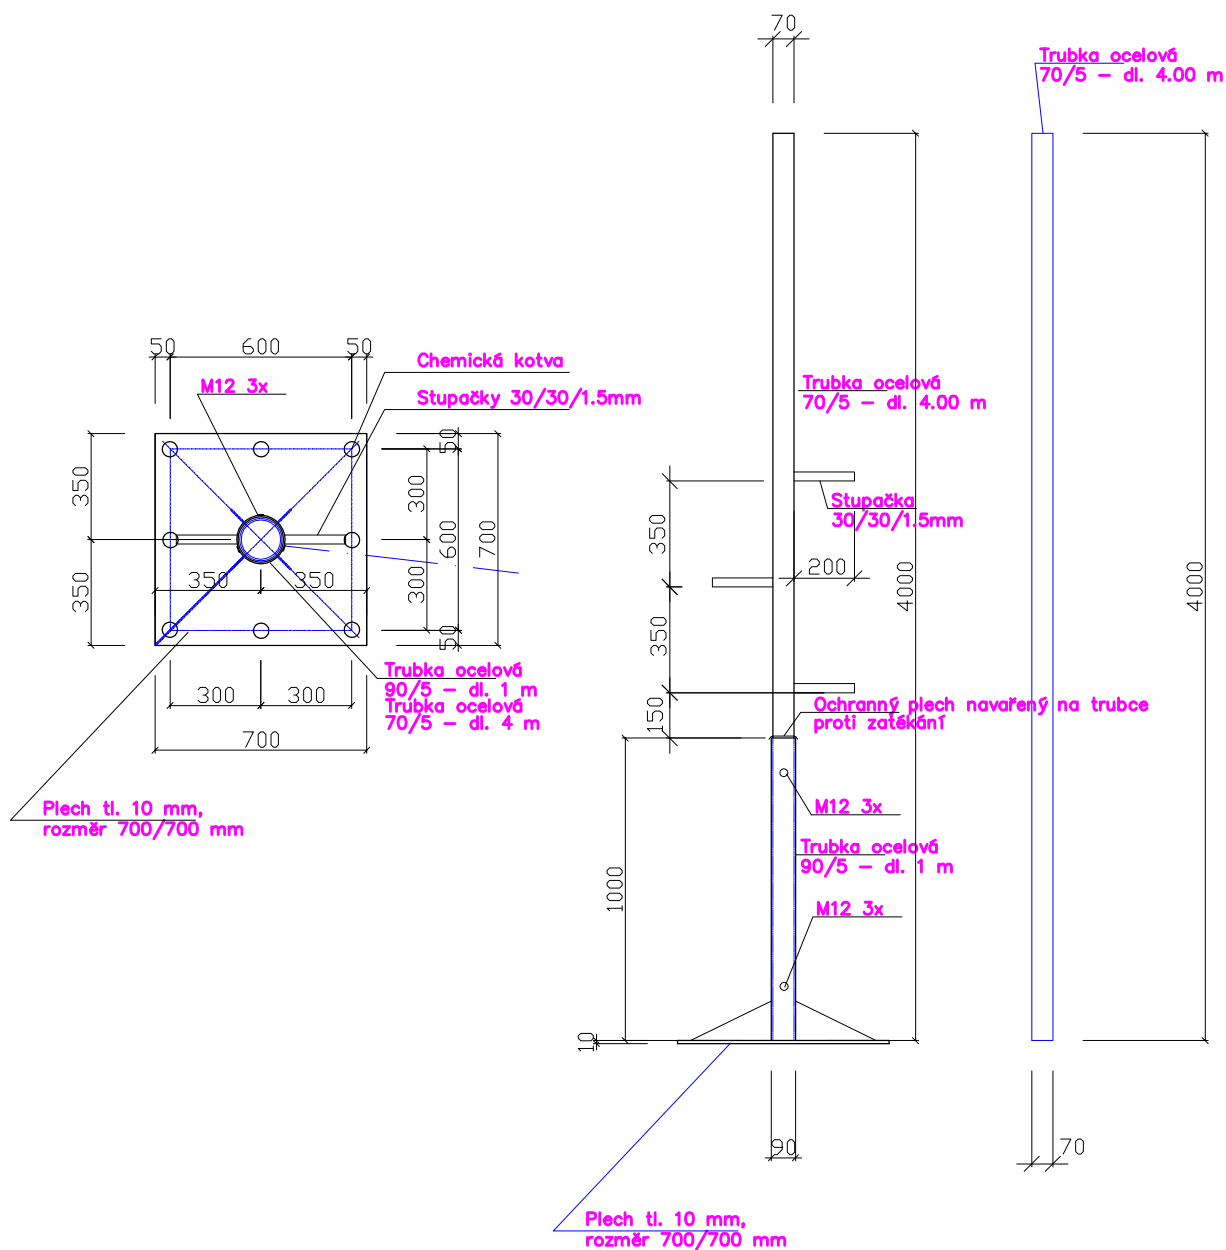 70
Trubka ocelová
70/5 – dl. 4.00 m
50
600
50
Chemická kotva
M12 3x
Stupačky 30/30/1.5mm
Trubka ocelová
70/5 – dl. 4.00 m
50
350
300
600
700
350
Stupačka
30/30/1.5mm
350
350
350
300
200
4000
4000
50
350
Trubka ocelová
90/5 – dl. 1 m
Trubka ocelová
70/5 – dl. 4 m
300
300
150
Ochranný plech navařený na trubce
proti zatékání
700
Plech tl. 10 mm,
rozměr 700/700 mm
M12 3x
Trubka ocelová
90/5 – dl. 1 m
1000
M12 3x
10
90
70
Plech tl. 10 mm,
rozměr 700/700 mm